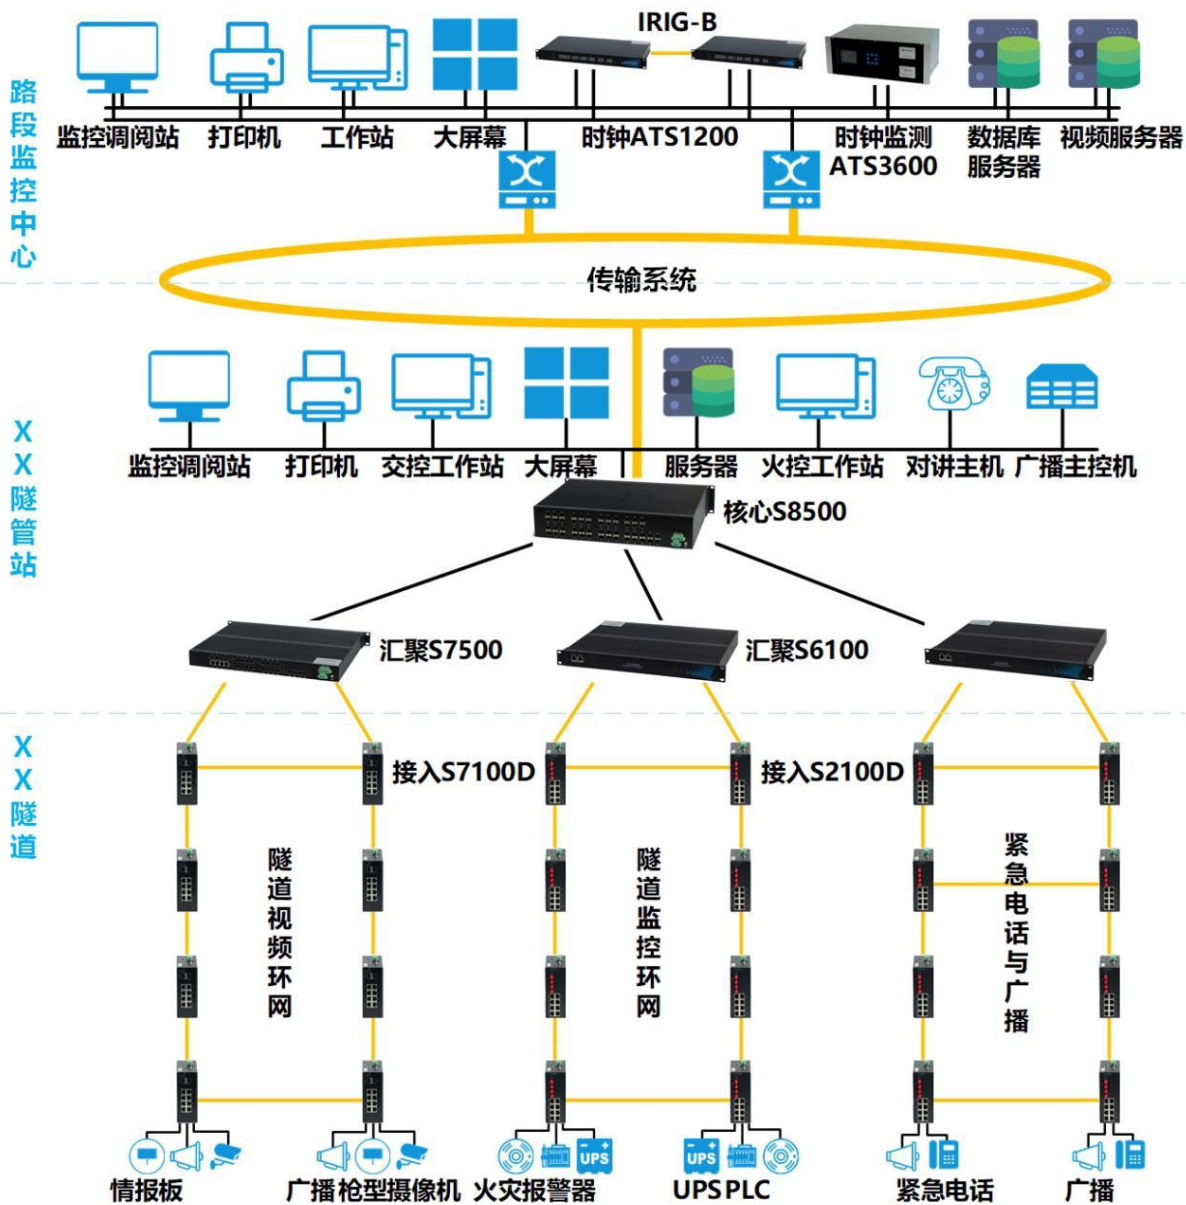 路段监控中心
IRIG-B
监控调阅站
打印机
工作站
大屏幕
时钟ATS1200
时钟监测
ATS3600
数据库
服务器
视频服务器
传输系统
XX隧管站
监控调阅站
打印机
交控工作站
大屏幕
服务器
火控工作站
对讲主机
广播主控机
核心S8500
汇聚S7500
汇聚S6100
XX隧道
接入S7100D
接入S2100D
隧道视频环网
隧道监控环网
紧急电话与广播
UPS
UPS
情报板
广播
枪型摄像机
火灾报警器
UPS
PLC
紧急电话
广播